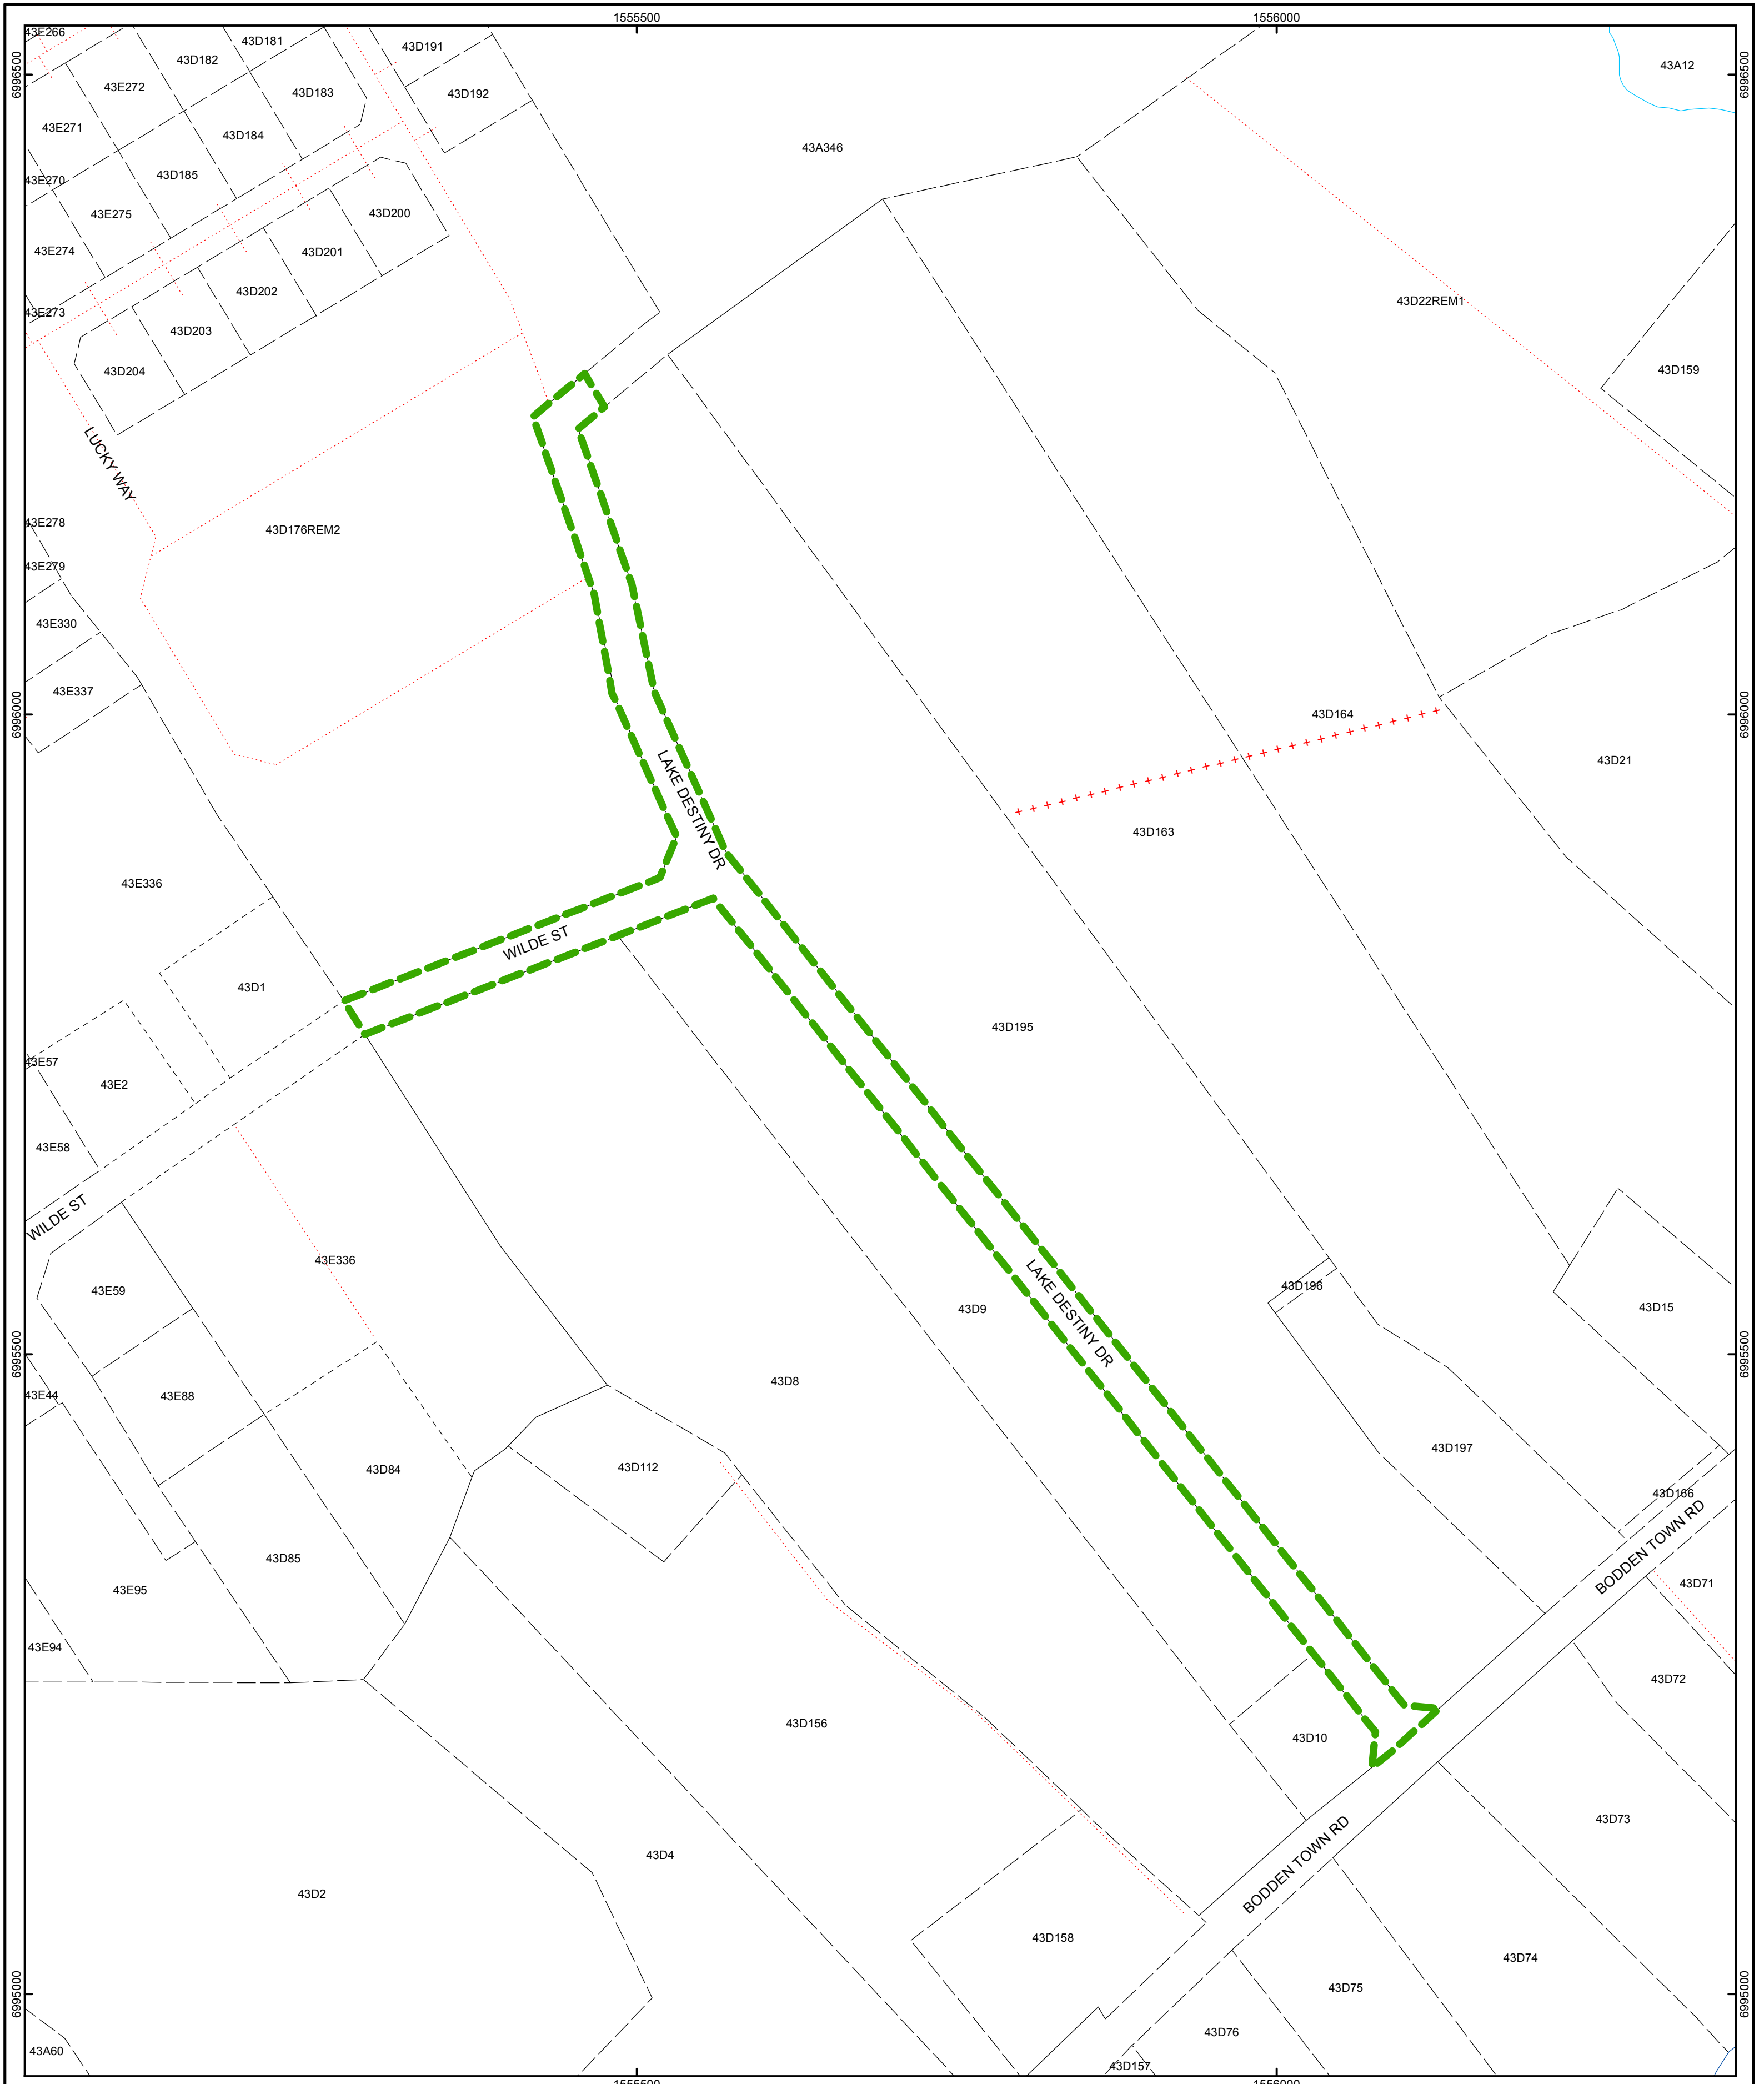 1555500
1556000
43E266
43D181
43D191
43D182
6996500
6996500
43A12
43E272
43D183
43D192
43E271
43D184
43A346
43E270
43D185
43E275
43D200
43E274
43D201
43D202
43D22REM1
43E273
43D203
43D204
43D159
LUCKY WAY
43E278
43D176REM2
43E279
43E330
43E337
6996000
43D164
6996000
43D21
LAKE DESTINY DR
43D163
43E336
WILDE ST
43D1
43D195
43E57
43E2
43E58
WILDE ST
43E336
43D196
43E59
43D9
LAKE DESTINY DR
43D15
6995500
6995500
43D8
43E44
43E88
43D197
43D84
43D112
43D166
BODDEN TOWN RD
43D85
43E95
43D71
43E94
43D72
43D156
43D10
43D73
43D4
BODDEN TOWN RD
43D2
43D158
43D74
43D75
6995000
6995000
43D76
43A60
43D157
1555500
1556000